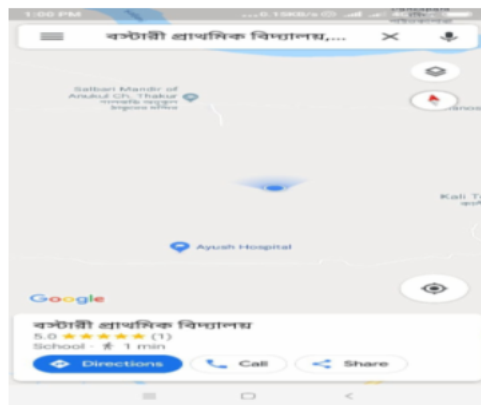 1:00 PM
বস্টারী প্রাথমিক বিদ্যালয়,...
Salbari Mandir of
Anukul Ch. Thakur
Kali
Ayush Hospital
Google
বস্টারী প্রাথমিক বিদ্যালয়
5.0 (1)
School · 1 min
Directions
Call
Share